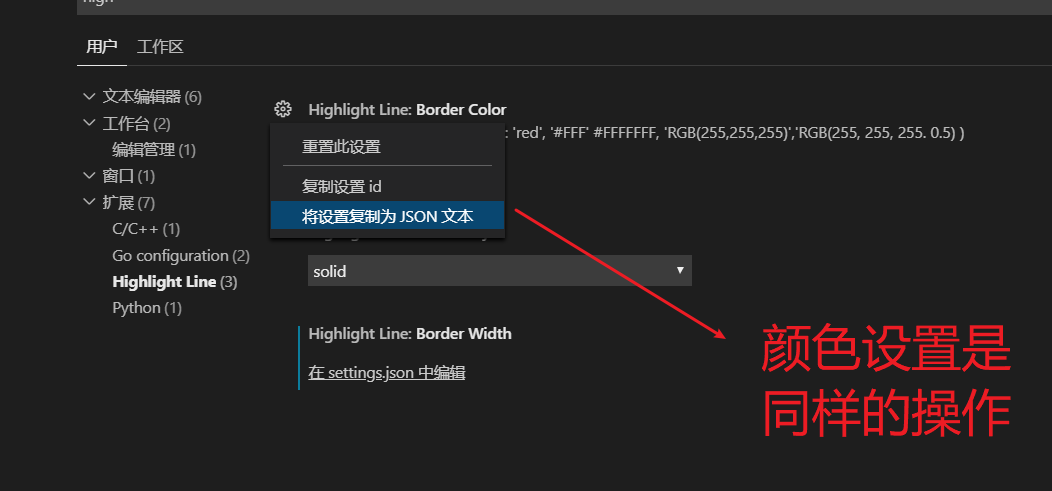 用户 工作区
文本编辑器 (6)
工作台 (2)
编辑管理 (1)
窗口 (1)
扩展 (7)
C/C++ (1)
Go configuration (2)
Highlight Line (3)
Python (1)
Highlight Line: Border Color
: 'red', '#FFF' #FFFFFFF, 'RGB(255,255,255)','RGB(255, 255, 255. 0.5) )
重置此设置
复制设置 id
将设置复制为 JSON 文本
solid
Highlight Line: Border Width
在 settings.json 中编辑
颜色设置是
同样的操作